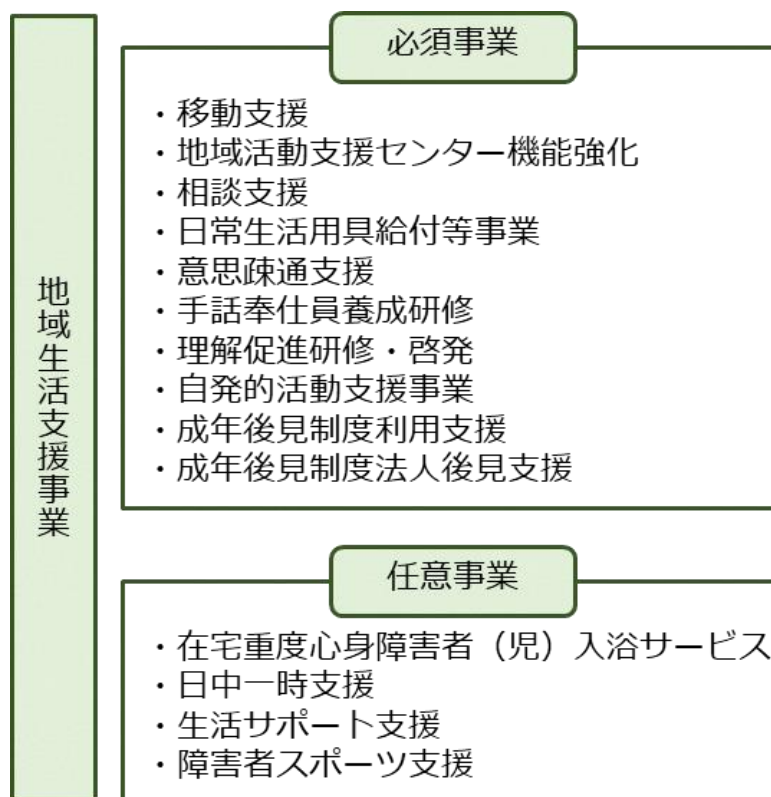 地域生活支援事業
必須事業
・移動支援
・地域活動支援センター機能強化
・相談支援
・日常生活用具給付等事業
・意思疎通支援
・手話奉仕員養成研修
・理解促進研修・啓発
・自発的活動支援事業
・成年後見制度利用支援
・成年後見制度法人後見支援
任意事業
・在宅重度心身障害者（児）入浴サービス
・日中一時支援
・生活サポート支援
・障害者スポーツ支援